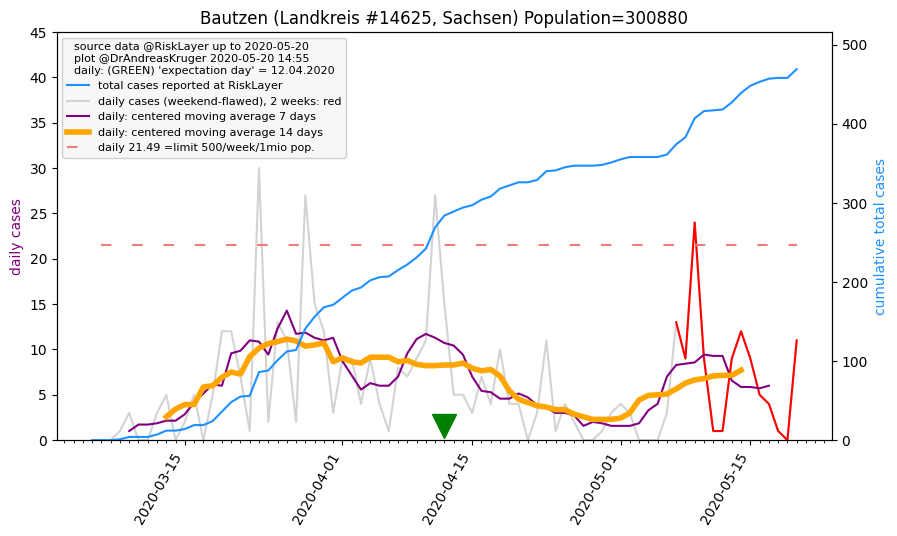 Bautzen (Landkreis #14625, Sachsen) Population=300880
source data @RiskLayer up to 2020-05-20
plot @DrAndreasKruger 2020-05-20 14:55
daily: (GREEN) 'expectation day' = 12.04.2020
total cases reported at RiskLayer
daily cases (weekend-flawed), 2 weeks: red
daily: centered moving average 7 days
daily: centered moving average 14 days
daily 21.49 =limit 500/week/1mio pop.
daily cases
45
40
35
30
25
20
15
10
5
0
500
400
300
200
100
0
cumulative total cases
2020-03-15
2020-04-01
2020-04-15
2020-05-01
2020-05-15